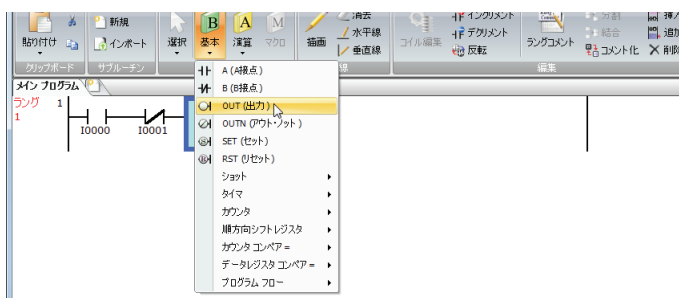 消去 インクリメント 分割 挿入
新規 B A M
水平線 デクリメント 結合 追加
貼り付け インポート 選択 基本 演算 マクロ 描画 コイル編集 ラングコメント
垂直線 反転 コメント化 削除
クリップボード サブルーチン 線 編集
メイン プログラム
ラング 1
1
I0000 I0001
A (A接点)
B (B接点)
OUT (出力)
OUTN (アウト・ノット)
SET (セット)
RST (リセット)
ショット
タイマ
カウンタ
順方向シフトレジスタ
カウンタ コンペア =
データレジスタ コンペア =
プログラム フロー